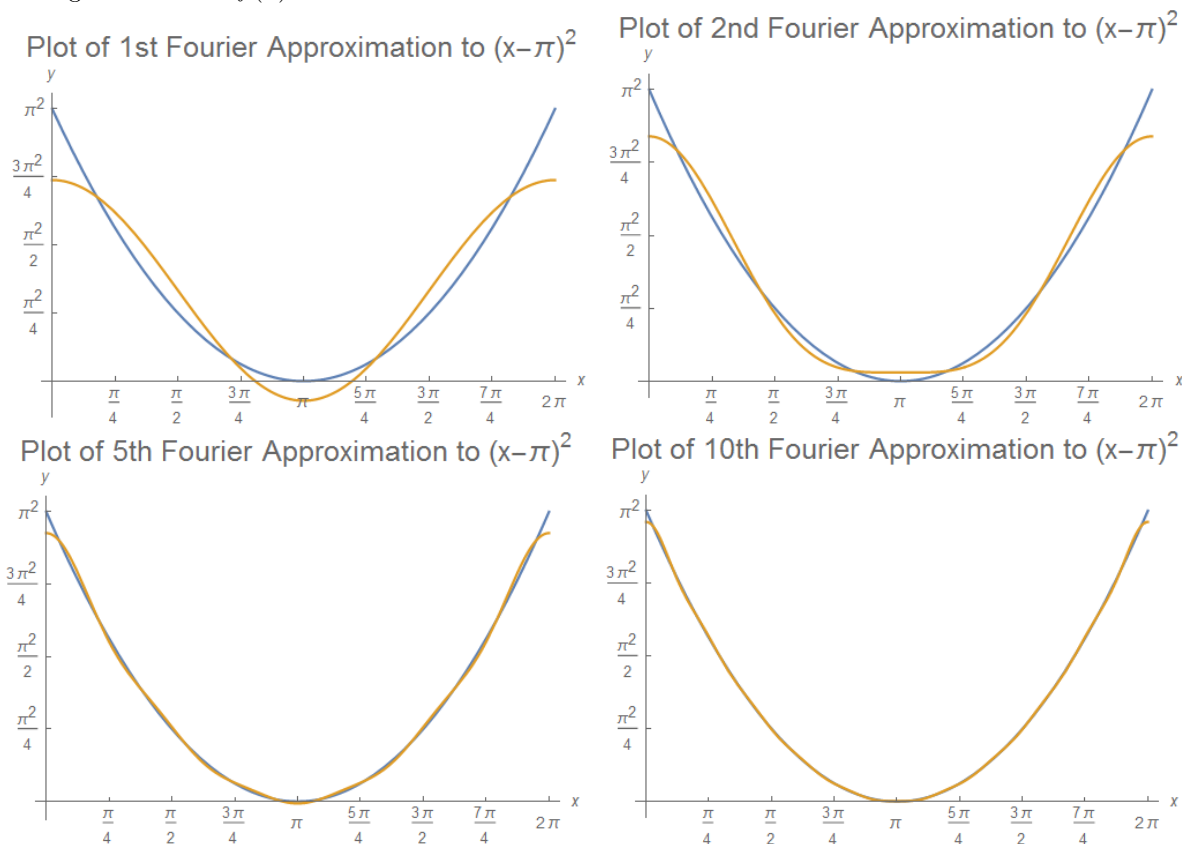 Plot of 1st Fourier Approximation to (x−π)²
y
π²
3π²/4
π²/2
π²/4
π/4
π/2
3π/4
π
5π/4
3π/2
7π/4
2π
x
Plot of 2nd Fourier Approximation to (x−π)²
y
π²
3π²/4
π²/2
π²/4
π/4
π/2
3π/4
π
5π/4
3π/2
7π/4
2π
x
Plot of 5th Fourier Approximation to (x−π)²
y
π²
3π²/4
π²/2
π²/4
π/4
π/2
3π/4
π
5π/4
3π/2
7π/4
2π
x
Plot of 10th Fourier Approximation to (x−π)²
y
π²
3π²/4
π²/2
π²/4
π/4
π/2
3π/4
π
5π/4
3π/2
7π/4
2π
x